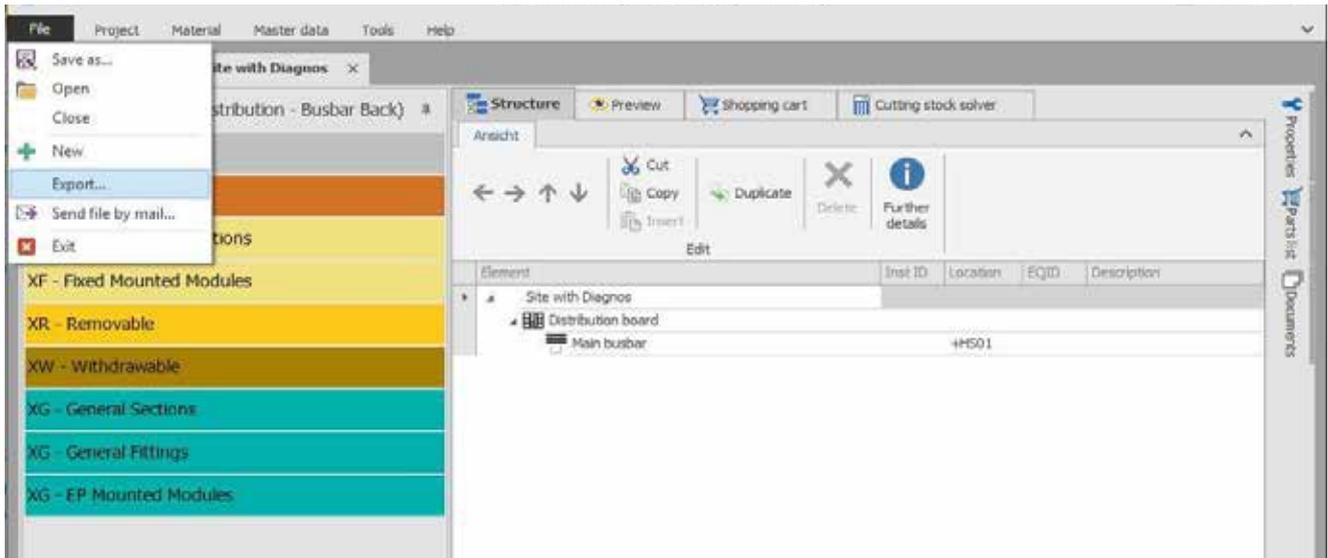 File Project Material Master data Tools Help
Save as...
Open
Close
New
Export...
Send file by mail...
Exit
ite with Diagnos ×
stribution - Busbar Back)
tions
XF - Fixed Mounted Modules
XR - Removable
XW - Withdrawable
XG - General Sections
XG - General Fittings
XG - EP Mounted Modules
Structure Preview Shopping cart Cutting stock solver
Ansicht
Cut
Copy
Insert
Duplicate
Delete
Further
details
Edit
Element Inst ID Location EQID Description
Site with Diagnos
Distribution board
Main busbar +HS01
Properties
Parts list
Documents